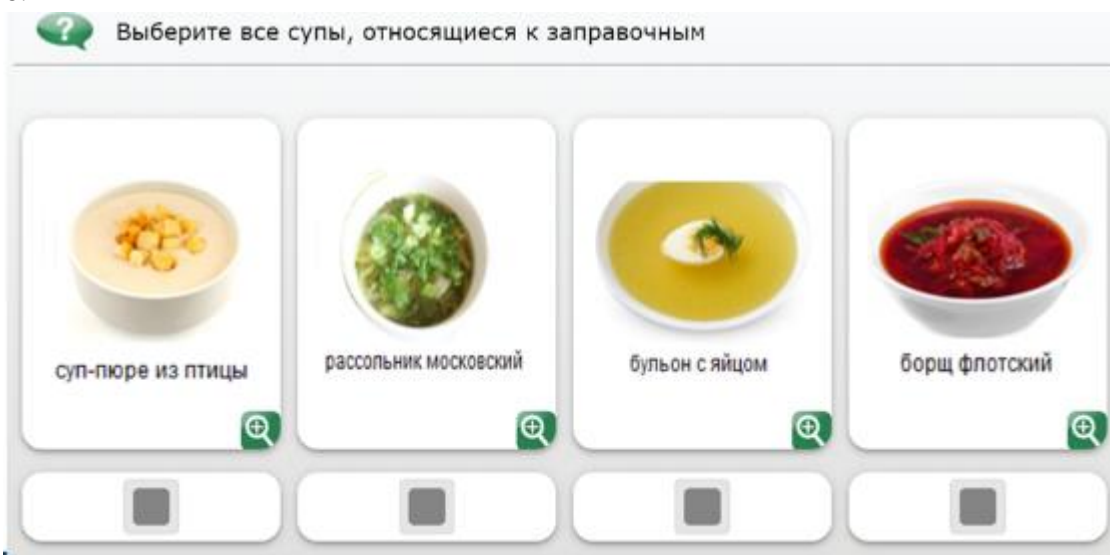 Выберите все супы, относящиеся к заправочным
суп-пюре из птицы
рассольник московский
бульон с яйцом
борщ флотский